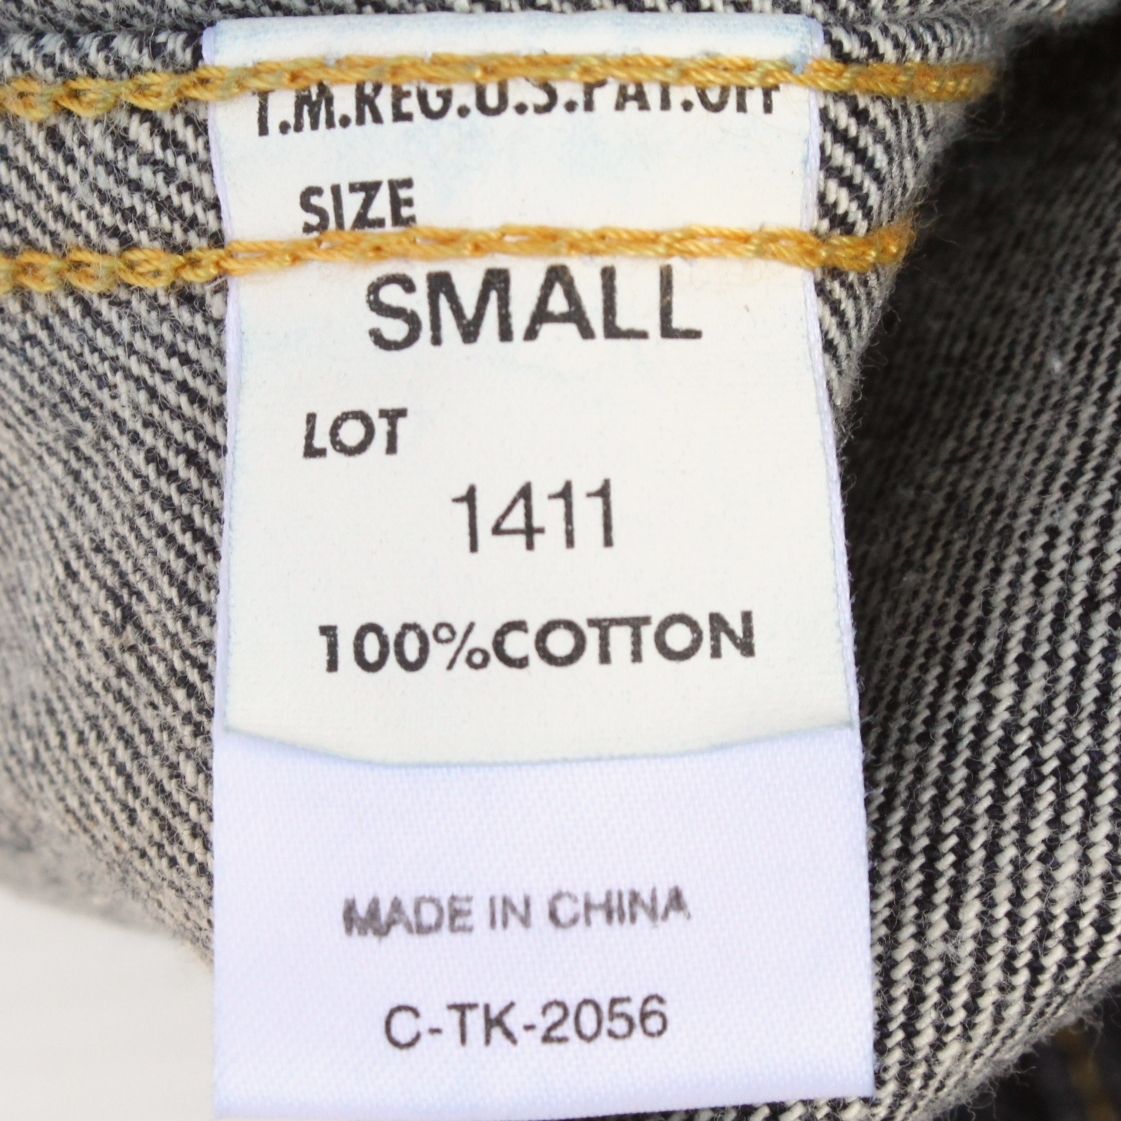 T.M.REG.U.S.PAT.OFF
SIZE
SMALL
LOT
1411
100%COTTON
MADE IN CHINA
C-TK-2056